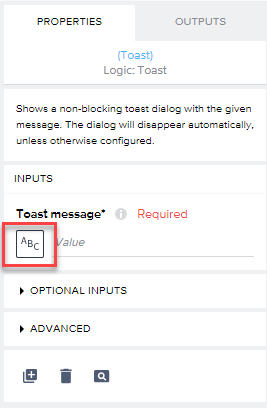 PROPERTIES
OUTPUTS
(Toast)
Logic: Toast
Shows a non-blocking toast dialog with the given
message. The dialog will disappear automatically,
unless otherwise configured.
INPUTS
Toast message* Required
ABC Value
OPTIONAL INPUTS
ADVANCED